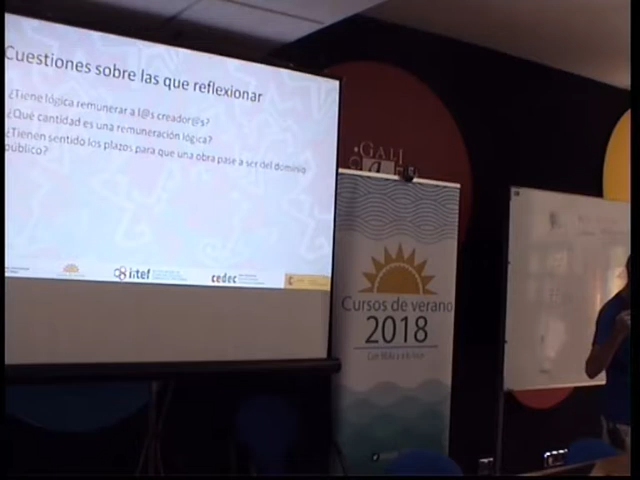 Cuestiones sobre las que reflexionar
¿Tiene lógica remunerar a l@s creador@s?
¿Qué cantidad es una remuneración lógica?
¿Tienen sentido los plazos para que una obra pase a ser del dominio
público?
intef
cedec
GALI
Cursos de verano
2018